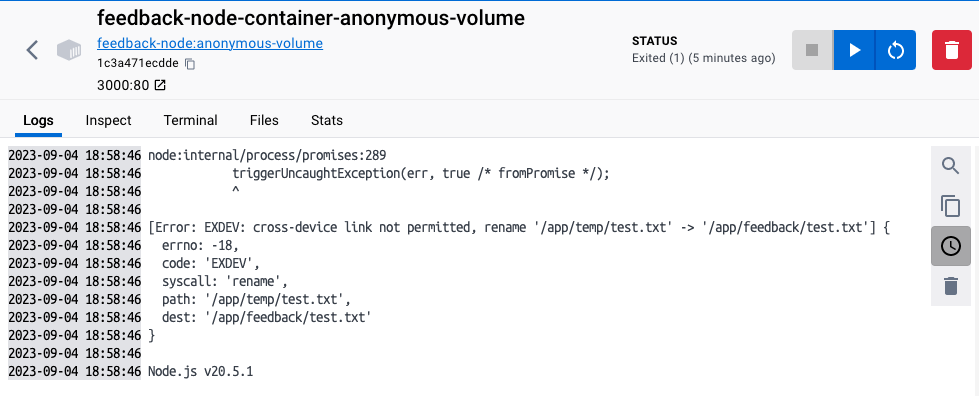 feedback-node-container-anonymous-volume
feedback-node:anonymous-volume
1c3a471ecdde
3000:80
STATUS
Exited (1) (5 minutes ago)
Logs Inspect Terminal Files Stats
2023-09-04 18:58:46 node:internal/process/promises:289
2023-09-04 18:58:46             triggerUncaughtException(err, true /* fromPromise */);
2023-09-04 18:58:46             ^
2023-09-04 18:58:46
2023-09-04 18:58:46 [Error: EXDEV: cross-device link not permitted, rename '/app/temp/test.txt' -> '/app/feedback/test.txt'] {
2023-09-04 18:58:46   errno: -18,
2023-09-04 18:58:46   code: 'EXDEV',
2023-09-04 18:58:46   syscall: 'rename',
2023-09-04 18:58:46   path: '/app/temp/test.txt',
2023-09-04 18:58:46   dest: '/app/feedback/test.txt'
2023-09-04 18:58:46 }
2023-09-04 18:58:46
2023-09-04 18:58:46 Node.js v20.5.1